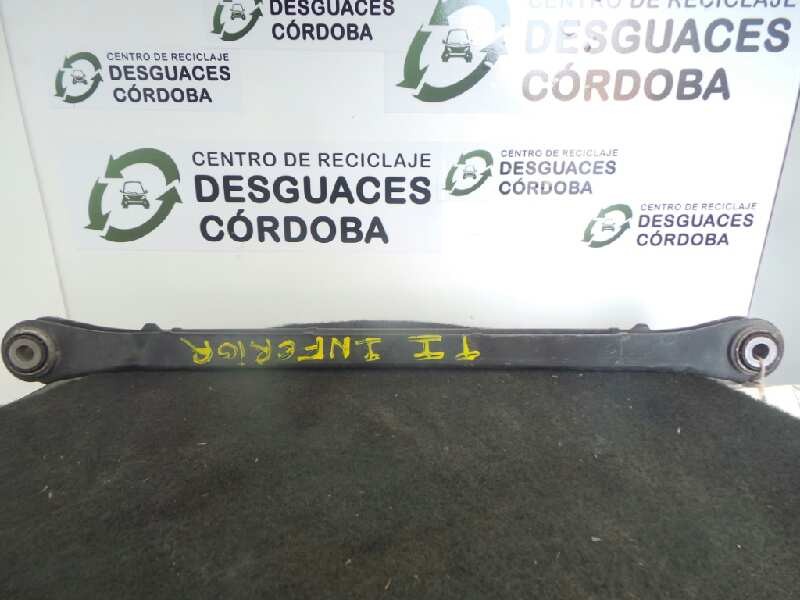 CENTRO DE RECICLAJE
DESGUACES
CÓRDOBA
DESGUACES
CÓRDOBA
CENTRO DE RECICLAJE
DESGUACES
CÓRDOBA
CENTRO DE RECICLAJE
DESGUACES
CÓRDOBA
CENTRO DE RECICLAJE
DESGUACES
CÓRDOBA
CENTRO DE RECICLAJE
DESGUACES
CÓRDOBA
TI INFERIOR